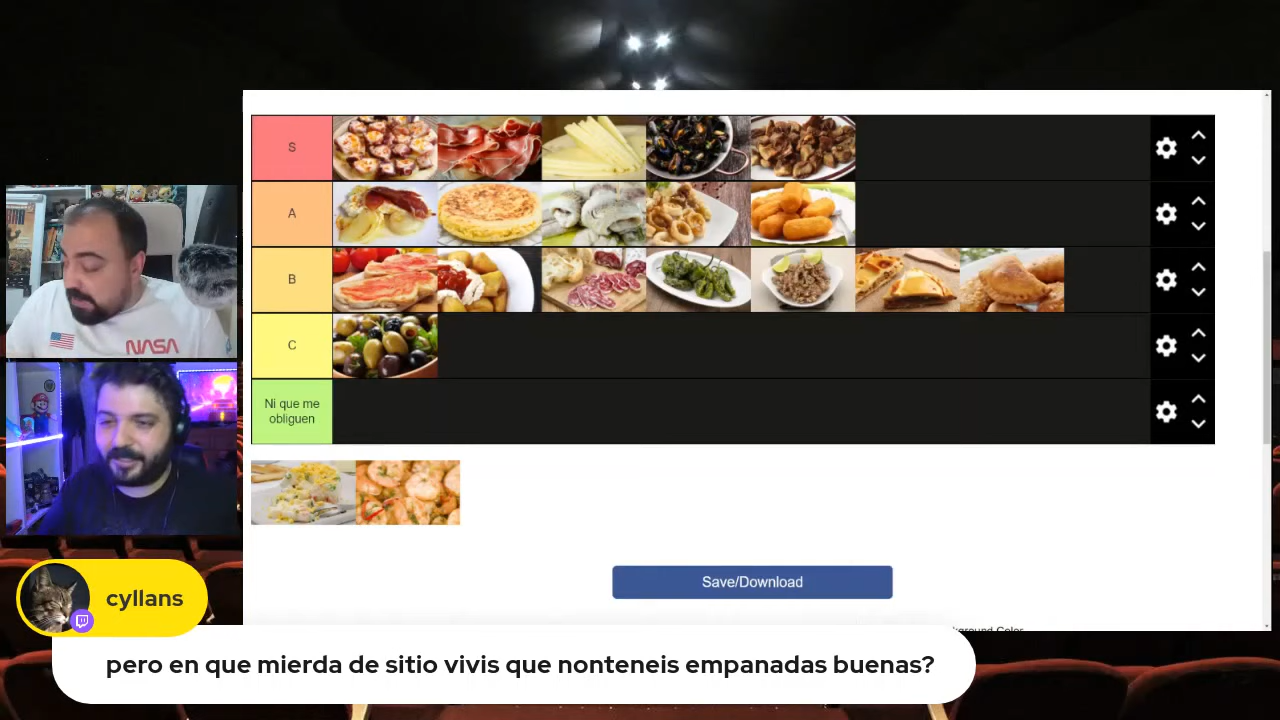 S
A
B
C
Ni que me
obliguen
NASA
Save/Download
cyllans
pero en que mierda de sitio vivis que nonteneis empanadas buenas?